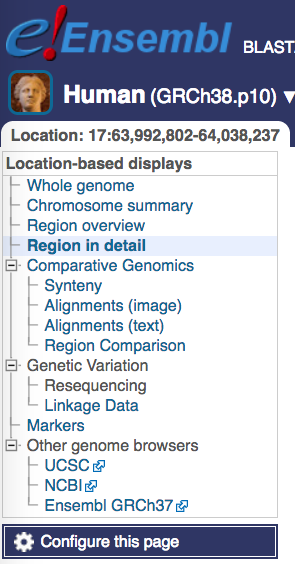 e!Ensembl BLAST
Human (GRCh38.p10) ▼
Location: 17:63,992,802-64,038,237
Location-based displays
Whole genome
Chromosome summary
Region overview
Region in detail
Comparative Genomics
Synteny
Alignments (image)
Alignments (text)
Region Comparison
Genetic Variation
Resequencing
Linkage Data
Markers
Other genome browsers
UCSC
NCBI
Ensembl GRCh37
Configure this page